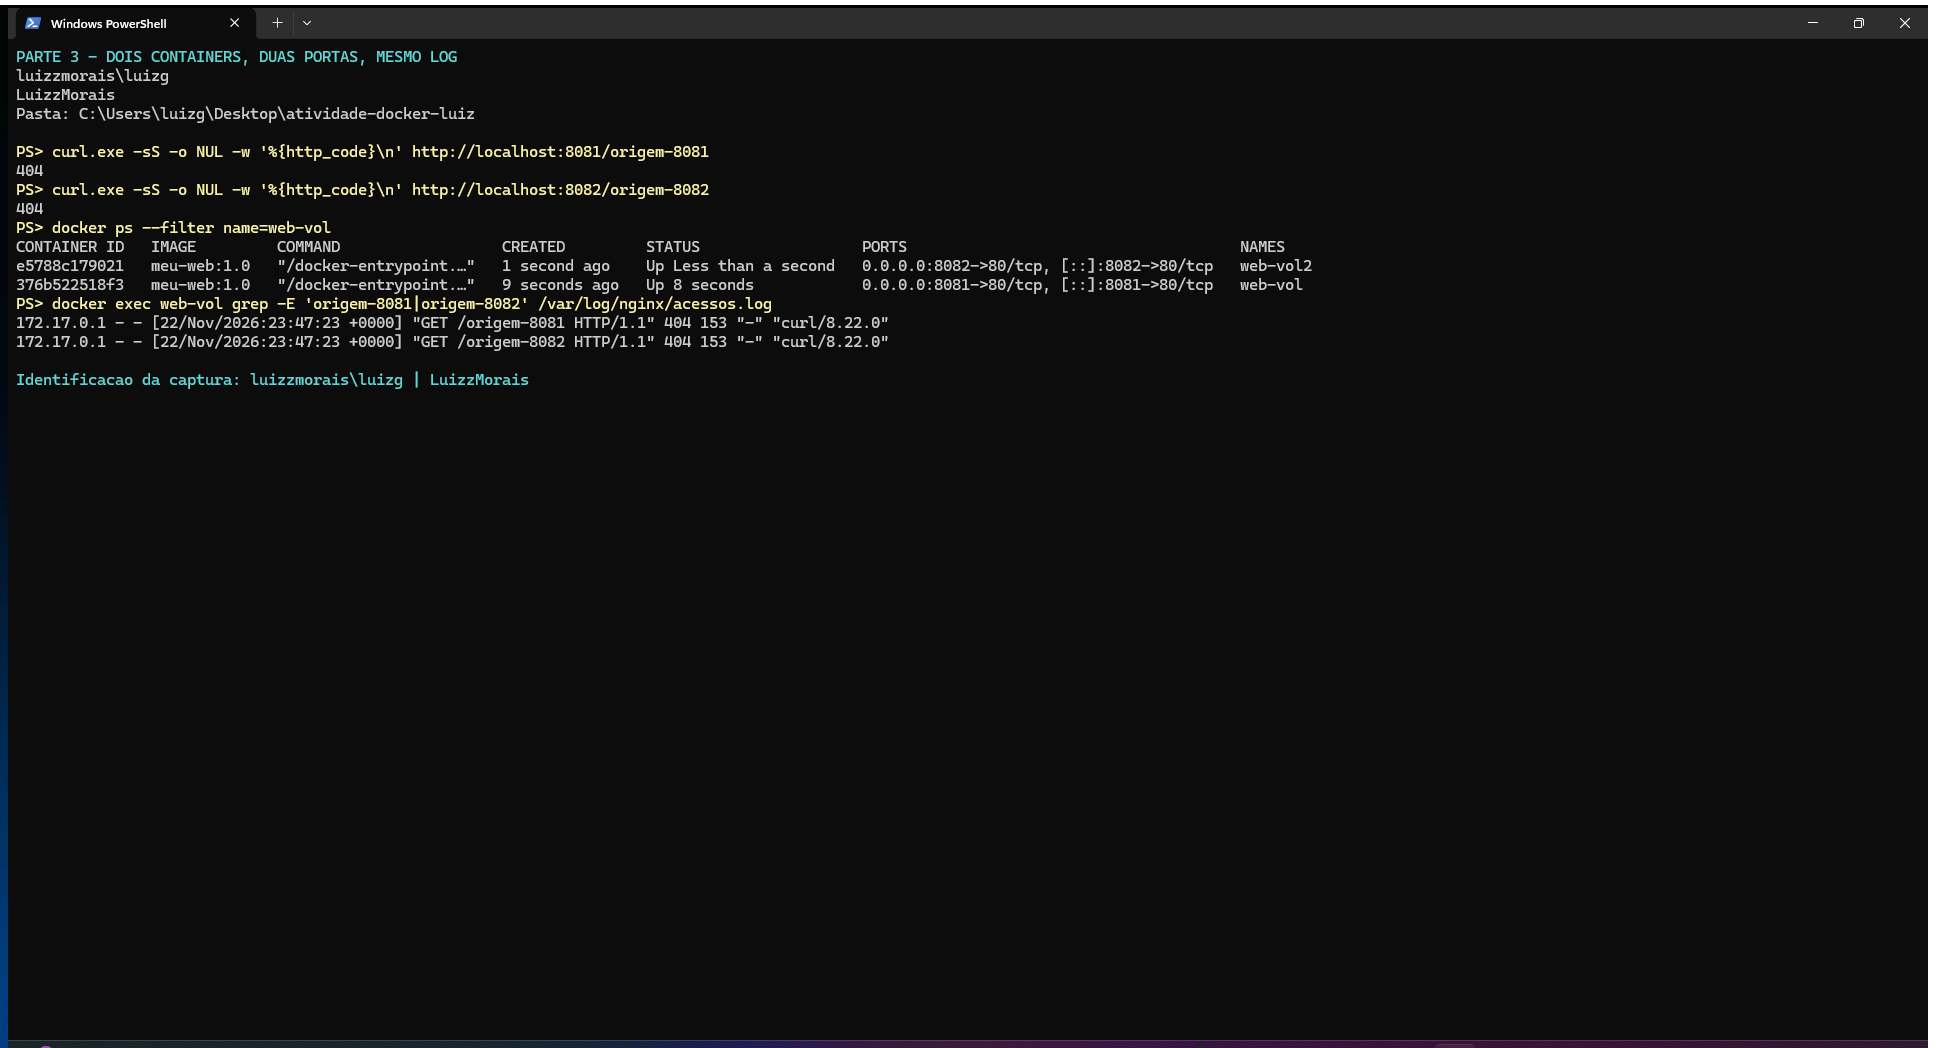 Windows PowerShell
PARTE 3 - DOIS CONTAINERS, DUAS PORTAS, MESMO LOG
luizzmorais\luizg
LuizzMorais
Pasta: C:\Users\luizg\Desktop\atividade-docker-luiz
PS> curl.exe -sS -o NUL -w '%{http_code}\n' http://localhost:8081/origem-8081
404
PS> curl.exe -sS -o NUL -w '%{http_code}\n' http://localhost:8082/origem-8082
404
PS> docker ps --filter name=web-vol
CONTAINER ID   IMAGE         COMMAND                  CREATED         STATUS                  PORTS                                     NAMES
e5788c179021   meu-web:1.0   "/docker-entrypoint.…"   1 second ago    Up Less than a second   0.0.0.0:8082->80/tcp, [::]:8082->80/tcp   web-vol2
376b522518f3   meu-web:1.0   "/docker-entrypoint.…"   9 seconds ago   Up 8 seconds            0.0.0.0:8081->80/tcp, [::]:8081->80/tcp   web-vol
PS> docker exec web-vol grep -E 'origem-8081|origem-8082' /var/log/nginx/acessos.log
172.17.0.1 - - [22/Nov/2026:23:47:23 +0000] "GET /origem-8081 HTTP/1.1" 404 153 "-" "curl/8.22.0"
172.17.0.1 - - [22/Nov/2026:23:47:23 +0000] "GET /origem-8082 HTTP/1.1" 404 153 "-" "curl/8.22.0"
Identificacao da captura: luizzmorais\luizg | LuizzMorais